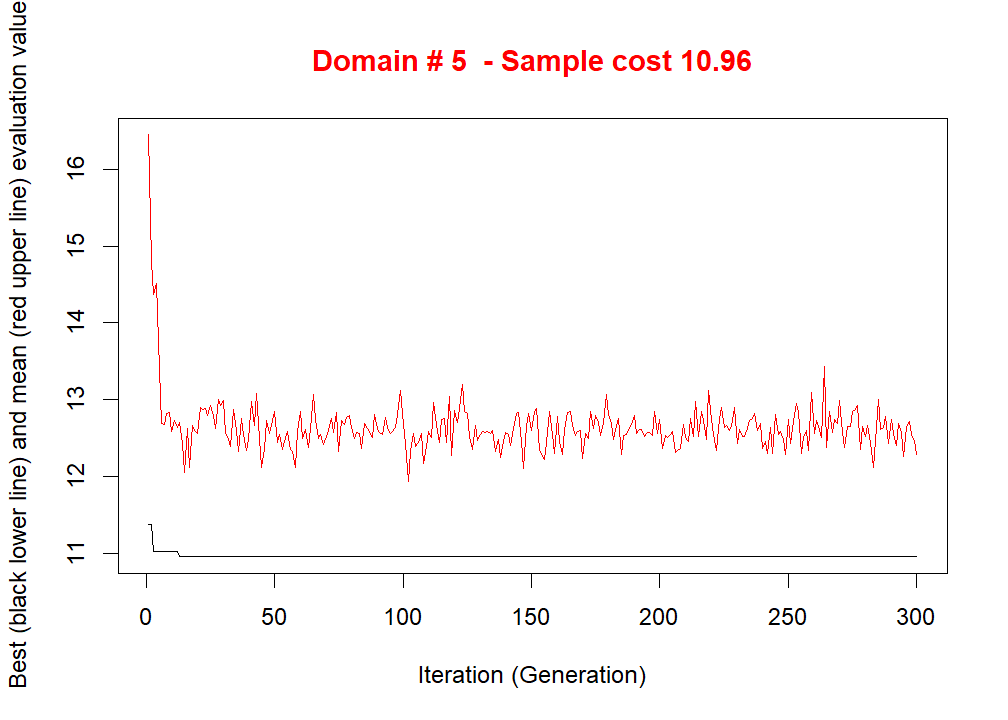 Domain # 5  - Sample cost 10.96
Best (black lower line) and mean (red upper line) evaluation value
16
15
14
13
12
11
0 50 100 150 200 250 300
Iteration (Generation)